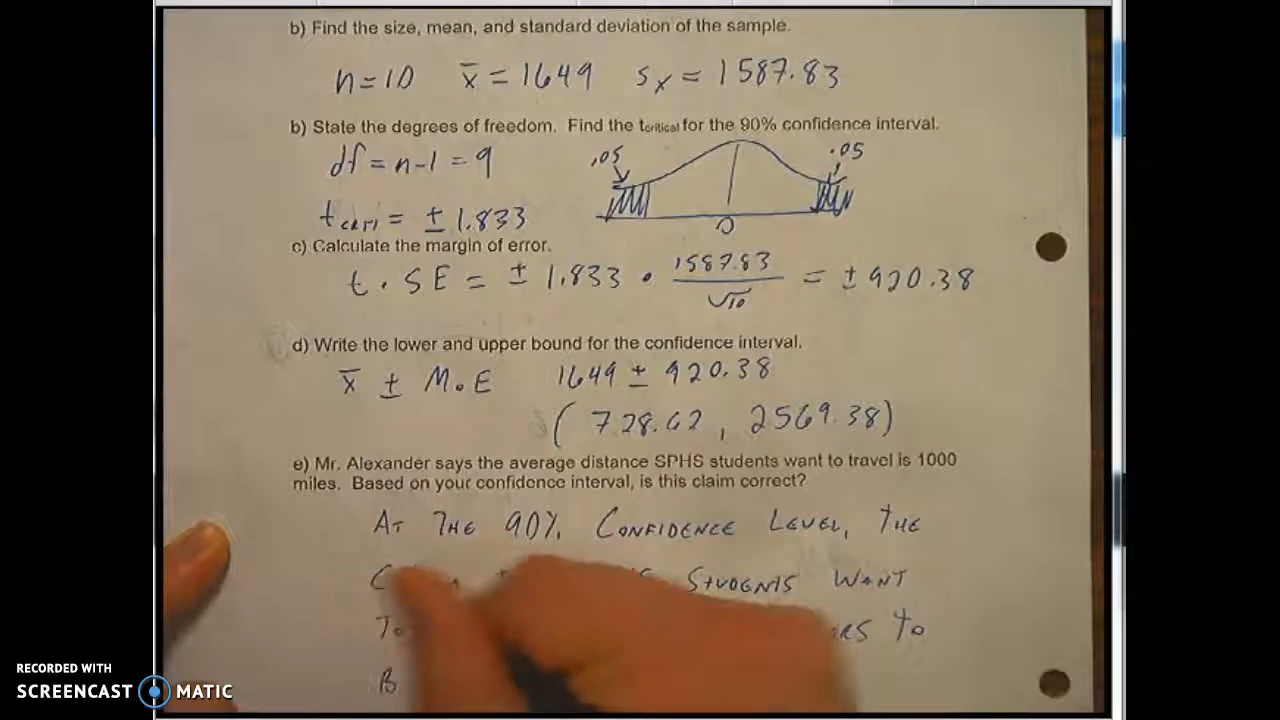 b) Find the size, mean, and standard deviation of the sample.
n=10 x̄ = 1649 sx = 1587.83
b) State the degrees of freedom. Find the tcritical for the 90% confidence interval.
df = n-1 = 9 .05 .05
tcrit = ± 1.833 0
c) Calculate the margin of error.
t · SE = ± 1.833 · 1587.83/√10 = ± 920.38
d) Write the lower and upper bound for the confidence interval.
x̄ ± M.E 1649 ± 920.38
( 728.62 , 2569.38)
e) Mr. Alexander says the average distance SPHS students want to travel is 1000
miles. Based on your confidence interval, is this claim correct?
AT THE 90% CONFIDENCE LEVEL, THE
STUDENTS WANT
TO TO
RECORDED WITH
SCREENCAST MATIC